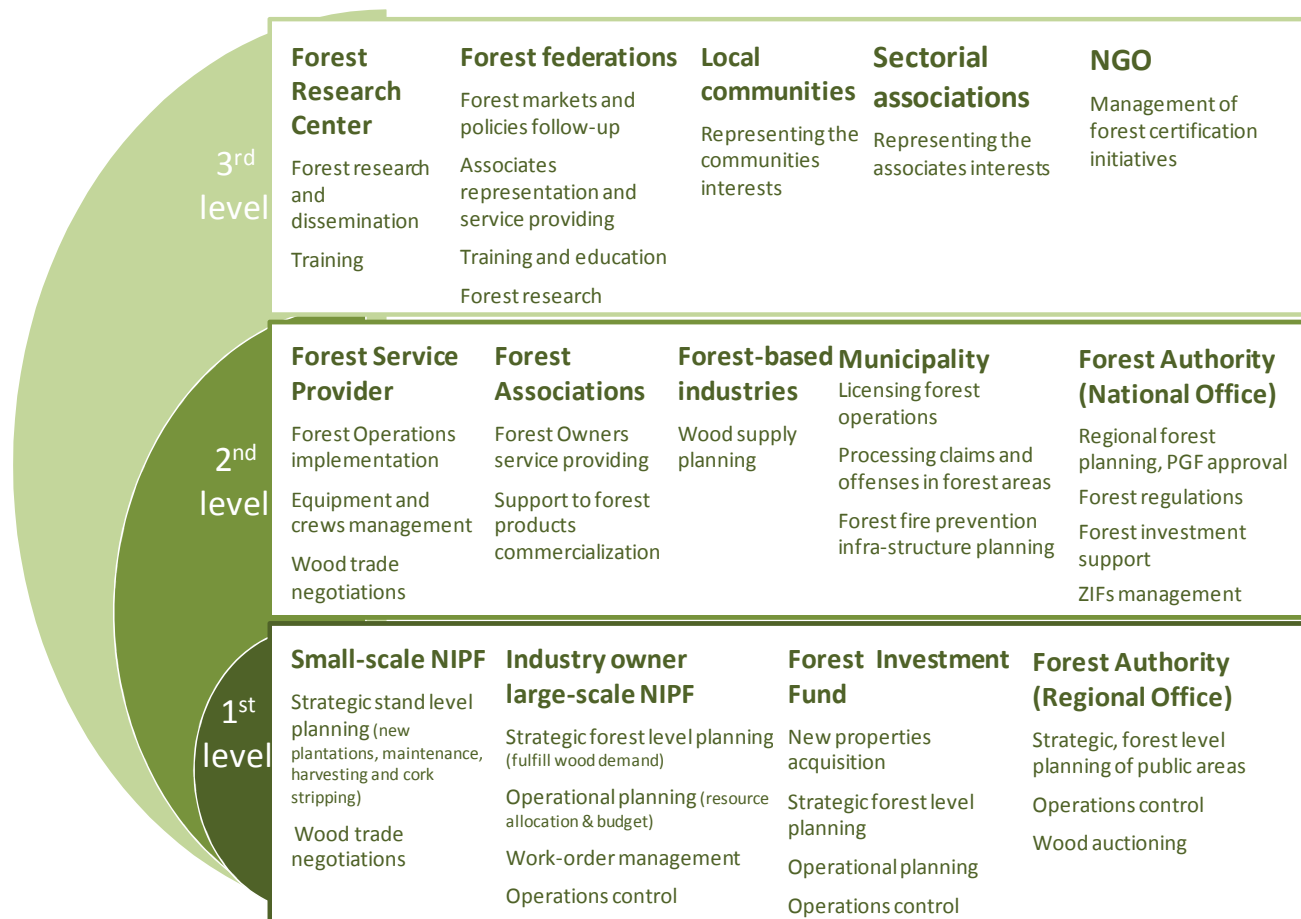 3rd
level
Forest
Research
Center
Forest research
and
dissemination
Training
Forest federations
Forest markets and
policies follow-up
Associates
representation and
service providing
Training and education
Forest research
Local
communities
Representing the
communities
interests
Sectorial
associations
Representing the
associates interests
NGO
Management of
forest certification
initiatives
2nd
level
Forest Service
Provider
Forest Operations
implementation
Equipment and
crews management
Wood trade
negotiations
Forest
Associations
Forest Owners
service providing
Support to forest
products
commercialization
Forest-based
industries
Wood supply
planning
Municipality
Licensing forest
operations
Processing claims and
offenses in forest areas
Forest fire prevention
infra-structure planning
Forest Authority
(National Office)
Regional forest
planning, PGF approval
Forest regulations
Forest investment
support
ZIFs management
1st
level
Small-scale NIPF
Strategic stand level
planning (new
plantations, maintenance,
harvesting and cork
stripping)
Wood trade
negotiations
Industry owner
large-scale NIPF
Strategic forest level planning
(fulfill wood demand)
Operational planning (resource
allocation & budget)
Work-order management
Operations control
Forest Investment
Fund
New properties
acquisition
Strategic forest level
planning
Operational planning
Operations control
Forest Authority
(Regional Office)
Strategic, forest level
planning of public areas
Operations control
Wood auctioning